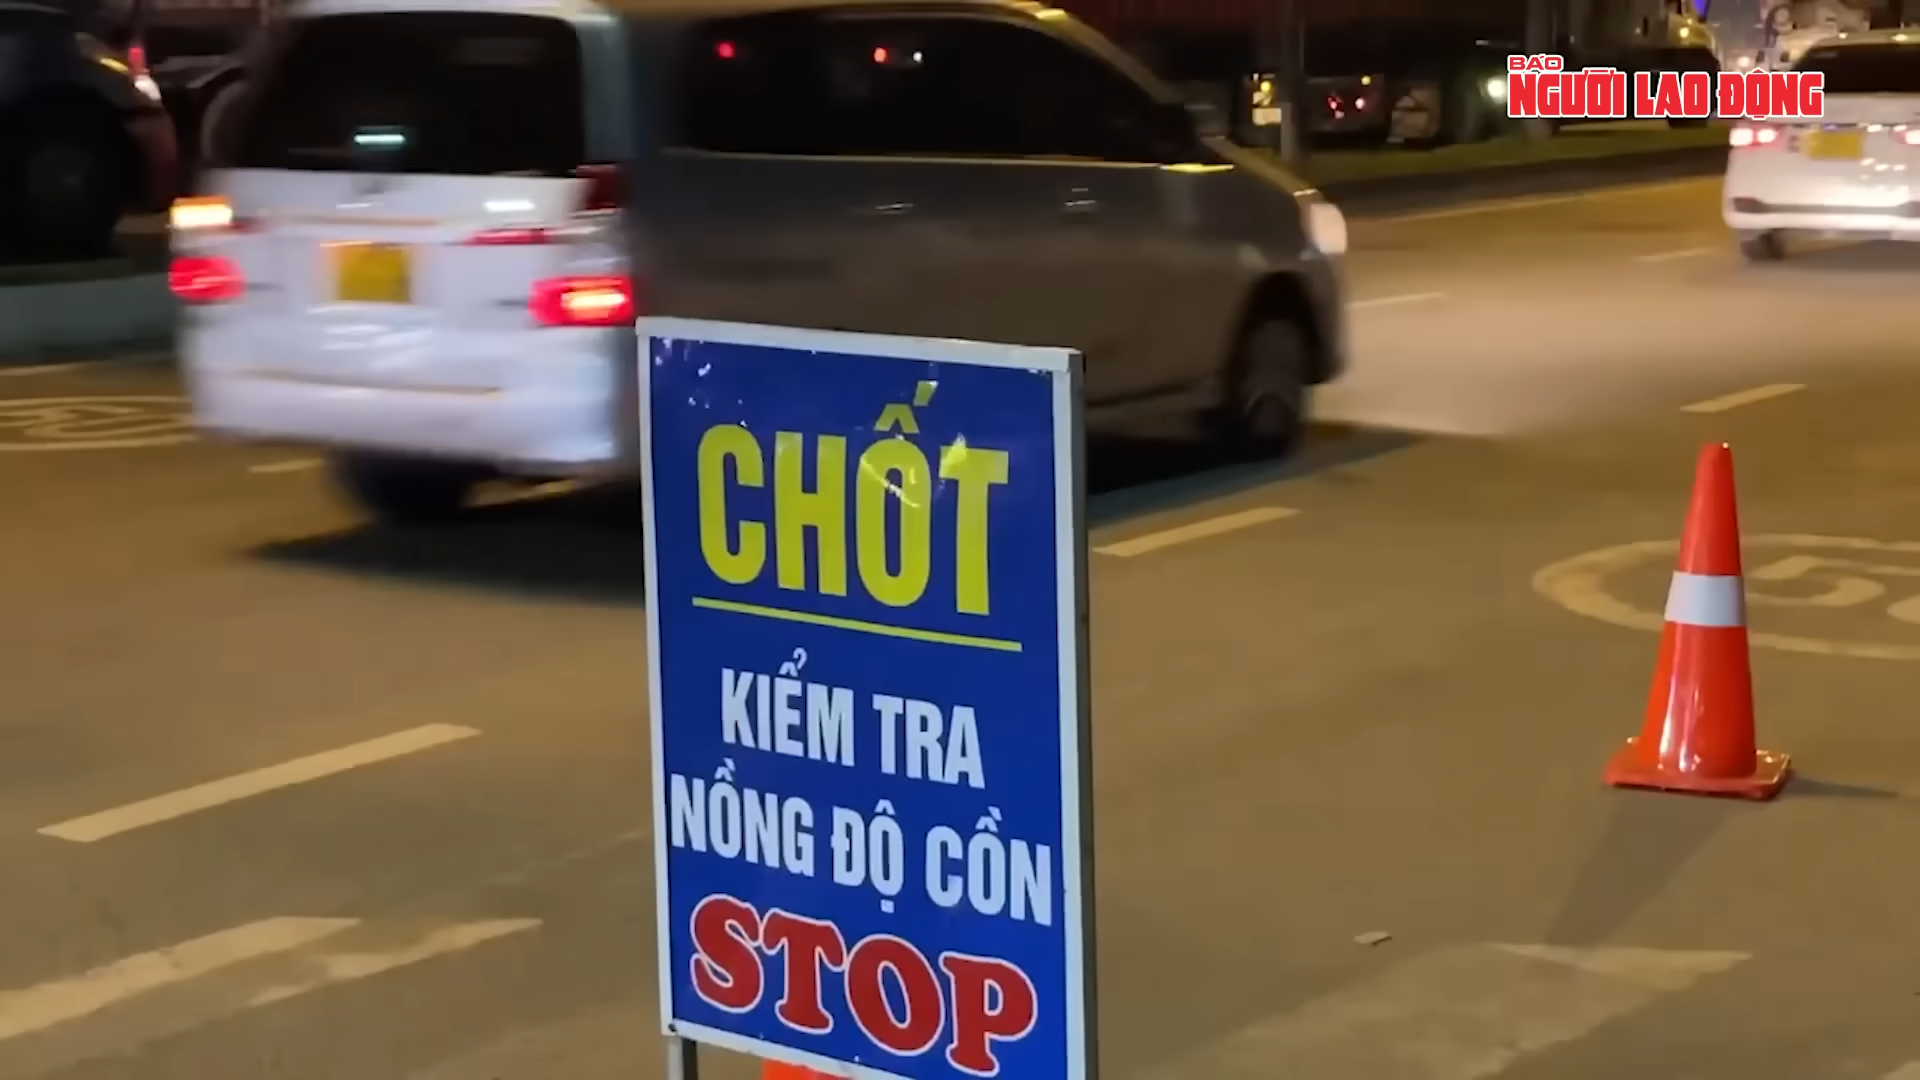 BÁO
NGƯỜI LAO ĐỘNG
CHỐT
KIỂM TRA
NỒNG ĐỘ CỒN
STOP